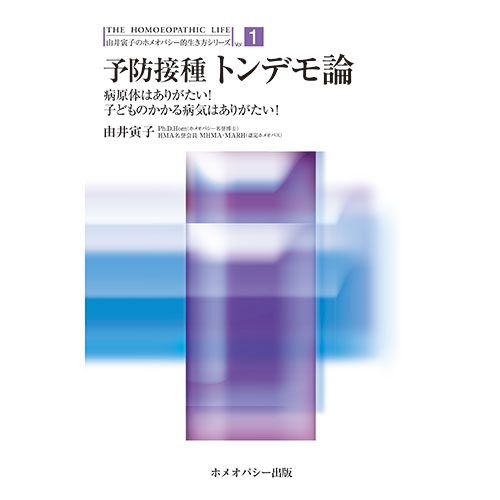 THE HOMOEOPATHIC LIFE
由井寅子のホメオパシー的生き方シリーズ vol 1
予防接種 トンデモ論
病原体はありがたい!
子どものかかる病気はありがたい!
由井寅子 Ph.D.Hom(ホメオパシー名誉博士)
HMA名誉会員 MHMA・MARH(認定ホメオパス)
ホメオパシー出版